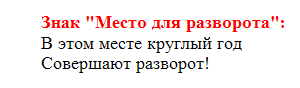 Знак "Место для разворота":
В этом месте круглый год
Совершают разворот!